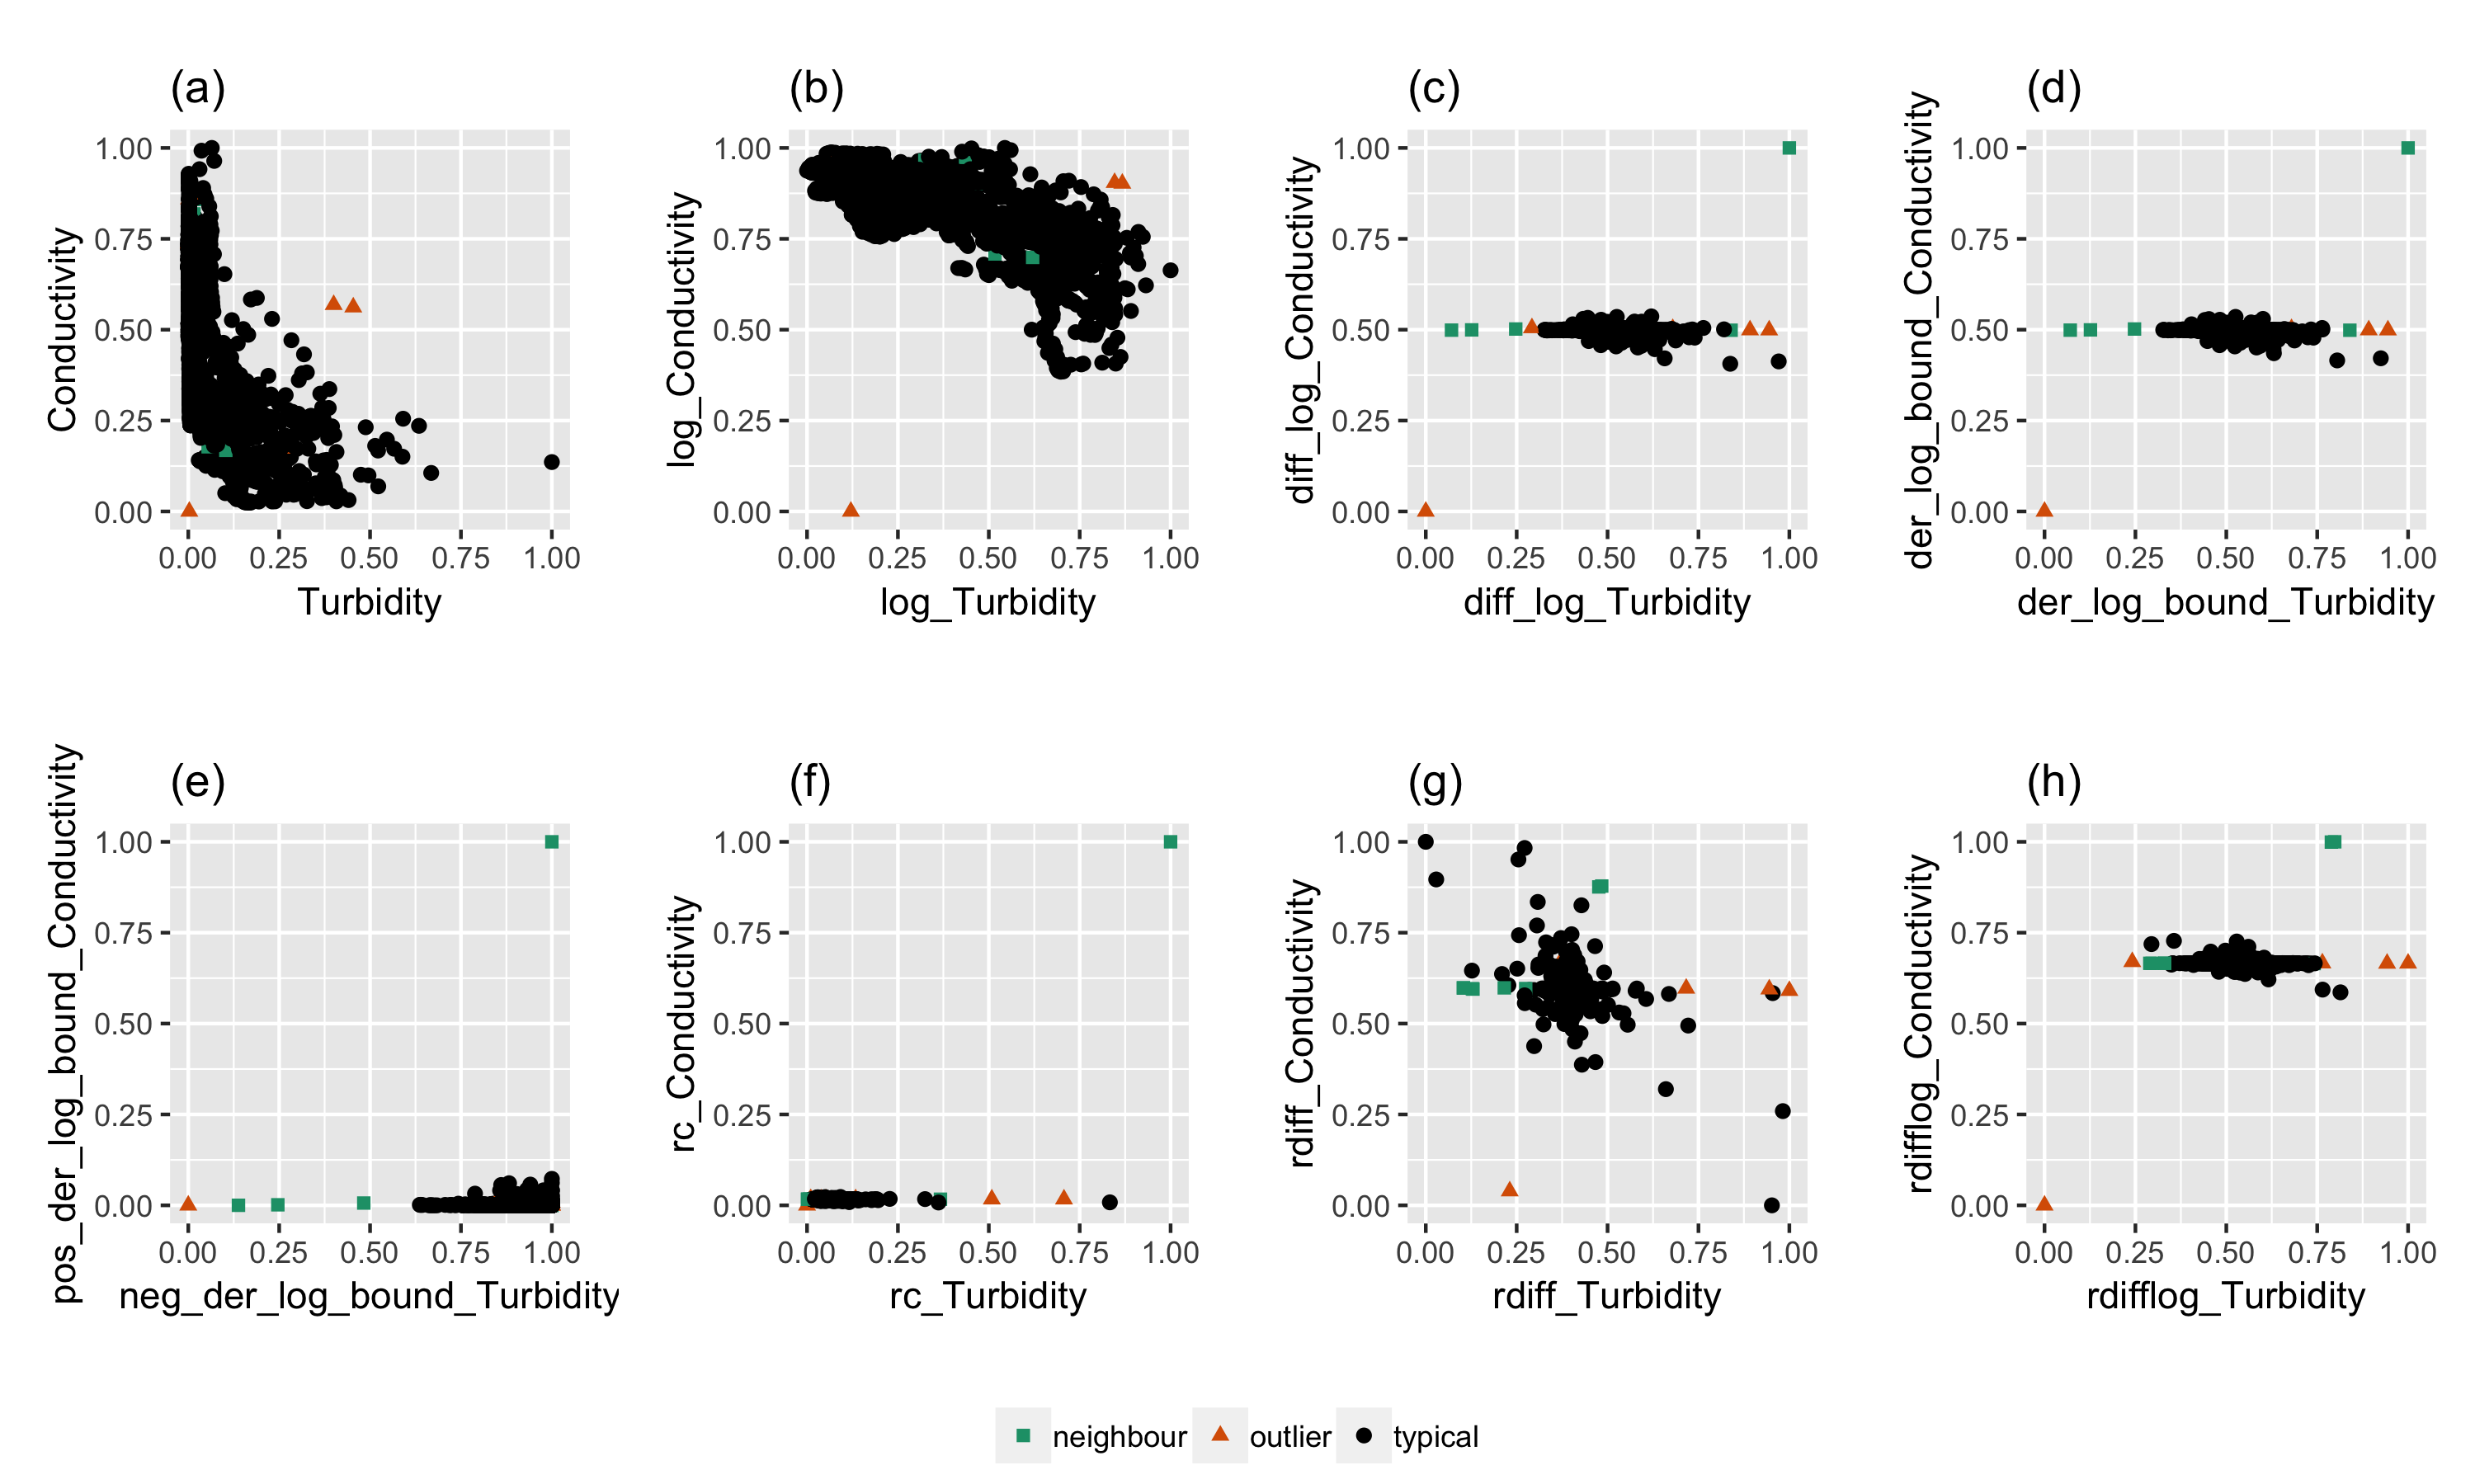 (a) (b) (c) (d)
Conductivity
1.00
0.75
0.50
0.25
0.00
0.00 0.25 0.50 0.75 1.00
Turbidity
log_Conductivity
1.00
0.75
0.50
0.25
0.00
0.00 0.25 0.50 0.75 1.00
log_Turbidity
diff_log_Conductivity
1.00
0.75
0.50
0.25
0.00
0.00 0.25 0.50 0.75 1.00
diff_log_Turbidity
der_log_bound_Conductivity
1.00
0.75
0.50
0.25
0.00
0.00 0.25 0.50 0.75 1.00
der_log_bound_Turbidity
(e) (f) (g) (h)
pos_der_log_bound_Conductivity
1.00
0.75
0.50
0.25
0.00
0.00 0.25 0.50 0.75 1.00
neg_der_log_bound_Turbidity
rc_Conductivity
1.00
0.75
0.50
0.25
0.00
0.00 0.25 0.50 0.75 1.00
rc_Turbidity
rdiff_Conductivity
1.00
0.75
0.50
0.25
0.00
0.00 0.25 0.50 0.75 1.00
rdiff_Turbidity
rdifflog_Conductivity
1.00
0.75
0.50
0.25
0.00
0.00 0.25 0.50 0.75 1.00
rdifflog_Turbidity
neighbour outlier typical